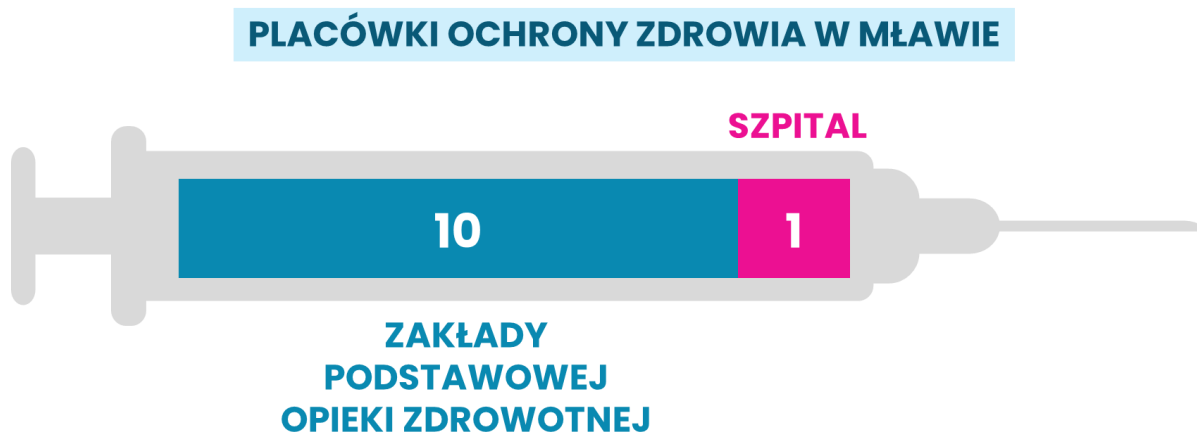 PLACÓWKI OCHRONY ZDROWIA W MŁAWIE
SZPITAL
10
1
ZAKŁADY
PODSTAWOWEJ
OPIEKI ZDROWOTNEJ